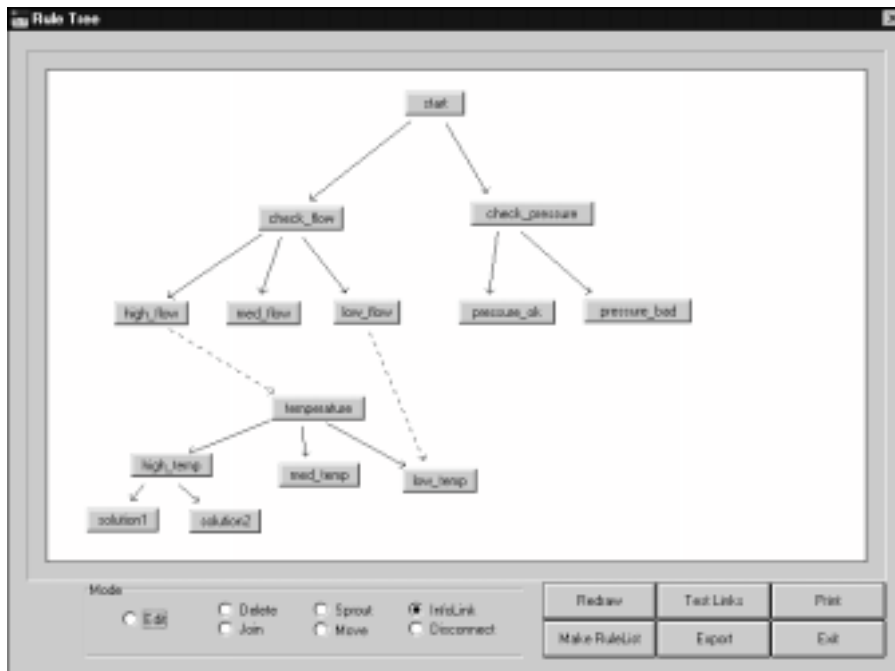 Rule Tree
start
check_flow
check_pressure
high_flow
med_flow
low_flow
pressure_ok
pressure_bad
temperature
high_temp
med_temp
low_temp
solution1
solution2
Mode
Edit
Delete
Sprout
InfoLink
Join
Move
Disconnect
Redraw
Test Links
Print
Make RuleList
Export
Exit